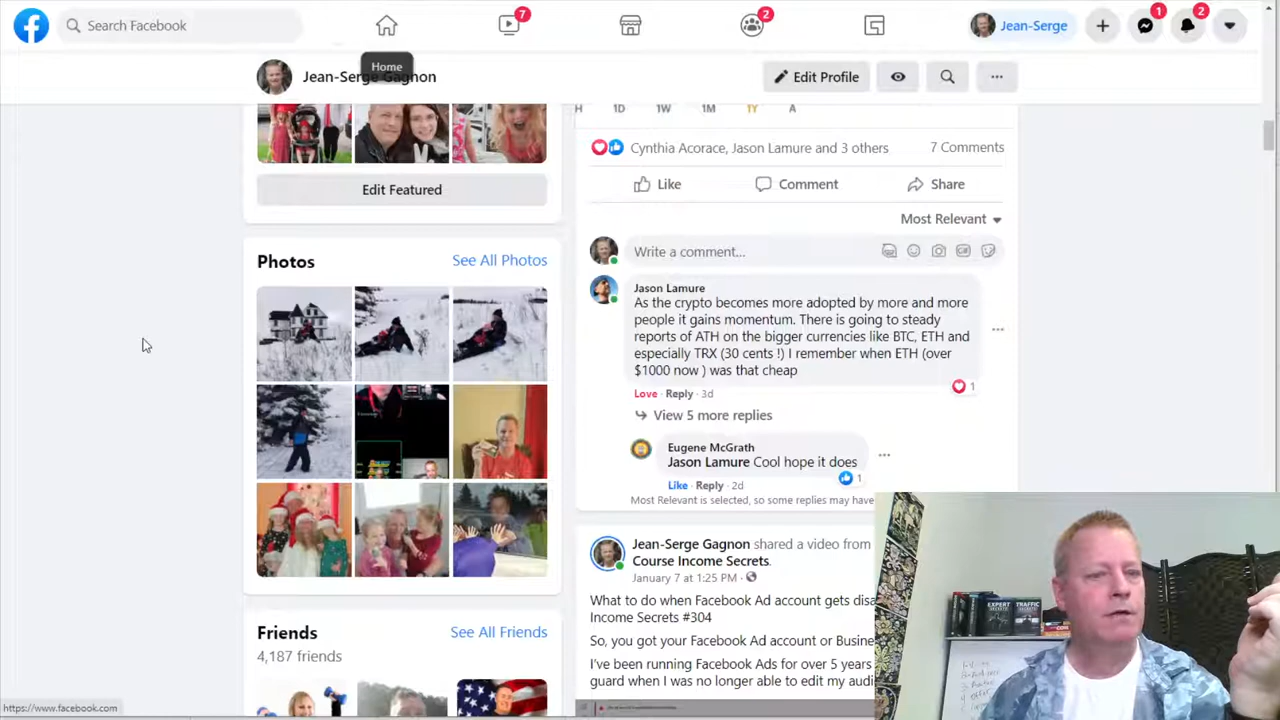 Search Facebook
7
2
Jean-Serge
1
2
Home
Jean-Serge Gagnon
Edit Profile
H 1D 1W 1M 1Y A
Cynthia Acorace, Jason Lamure and 3 others
7 Comments
Like Comment Share
Edit Featured
Most Relevant
Write a comment...
GIF
Photos
See All Photos
Jason Lamure
As the crypto becomes more adopted by more and more
people it gains momentum. There is going to steady
reports of ATH on the bigger currencies like BTC, ETH and
especially TRX (30 cents !) I remember when ETH (over
$1000 now ) was that cheap
1
Love · Reply · 3d
View 5 more replies
Eugene McGrath
Jason Lamure Cool hope it does
1
Like · Reply · 2d
Most Relevant is selected, so some replies may have
Jean-Serge Gagnon shared a video from
Course Income Secrets.
January 7 at 1:25 PM ·
What to do when Facebook Ad account gets disa
Income Secrets #304
So, you got your Facebook Ad account or Busine
I've been running Facebook Ads for over 5 years
guard when I was no longer able to edit my audi
Friends
See All Friends
4,187 friends
https://www.facebook.com
EXPERT
SECRETS
TRAFFIC
SECRETS